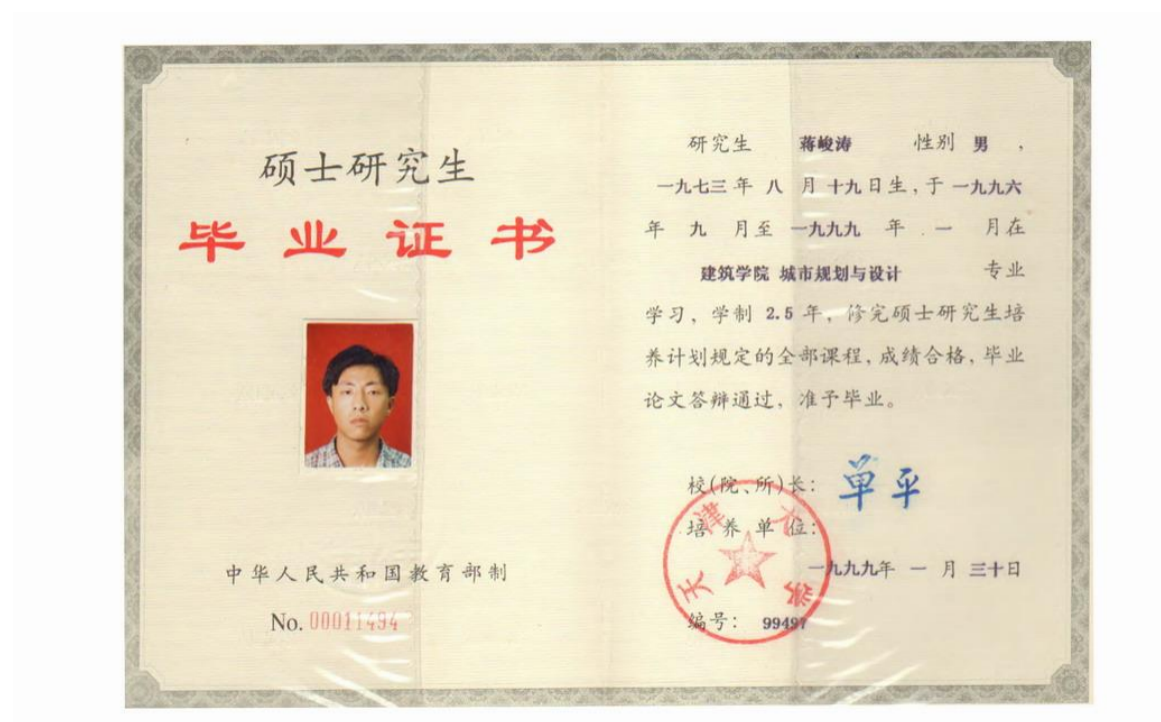 硕士研究生
毕业证书
中华人民共和国教育部制
No. 00011494
研究生 蒋峻涛 性别 男 ,
一九七三 年 八 月 十九 日生,于 一九九六
年 九 月至 一九九九 年 一 月在
建筑学院 城市规划与设计 专业
学习, 学制 2.5 年, 修完硕士研究生培
养计划规定的全部课程, 成绩合格, 毕业
论文答辩通过, 准予毕业。
校(院、所)长: 单平
培养单位:
天津大学
一九九九年 一 月 三十日
编号: 99497